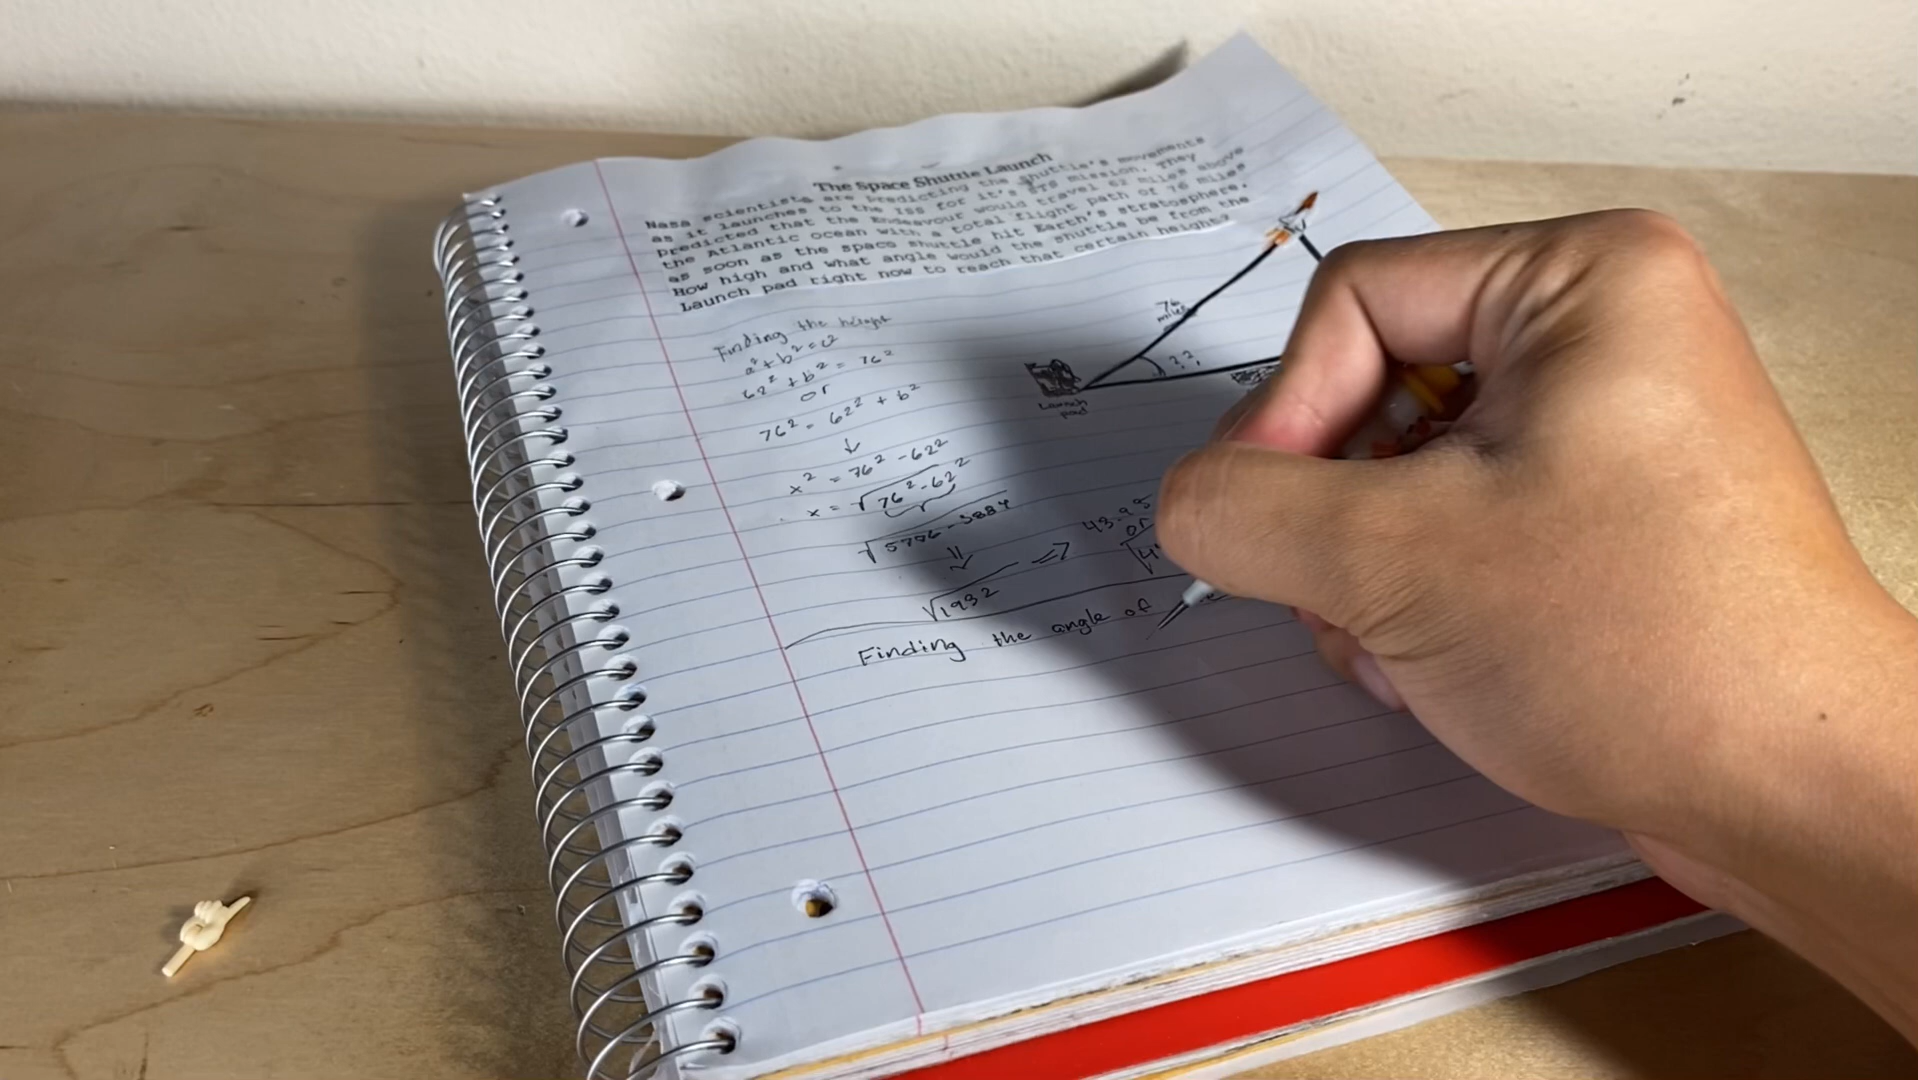 The Space Shuttle Launch
Nasa scientists are predicting the shuttle's movements
as it launches to the ISS for it's STS mission. They
predicted that the Endeavour would travel 62 miles above
the Atlantic ocean with a total flight path of 76 miles
as soon as the space shuttle hit Earth's stratosphere.
How high and what angle would the shuttle be from the
Launch pad right now to reach that certain height?
76
miles
??
Launch
pad
Finding the height
a² + b² = c²
62² + b² = 76²
or
76² = 62² + b²
↓
x² = 76² - 62²
x = √76² - 62²
√5776 - 3884
√1932 => 43.95
or
Finding the angle of